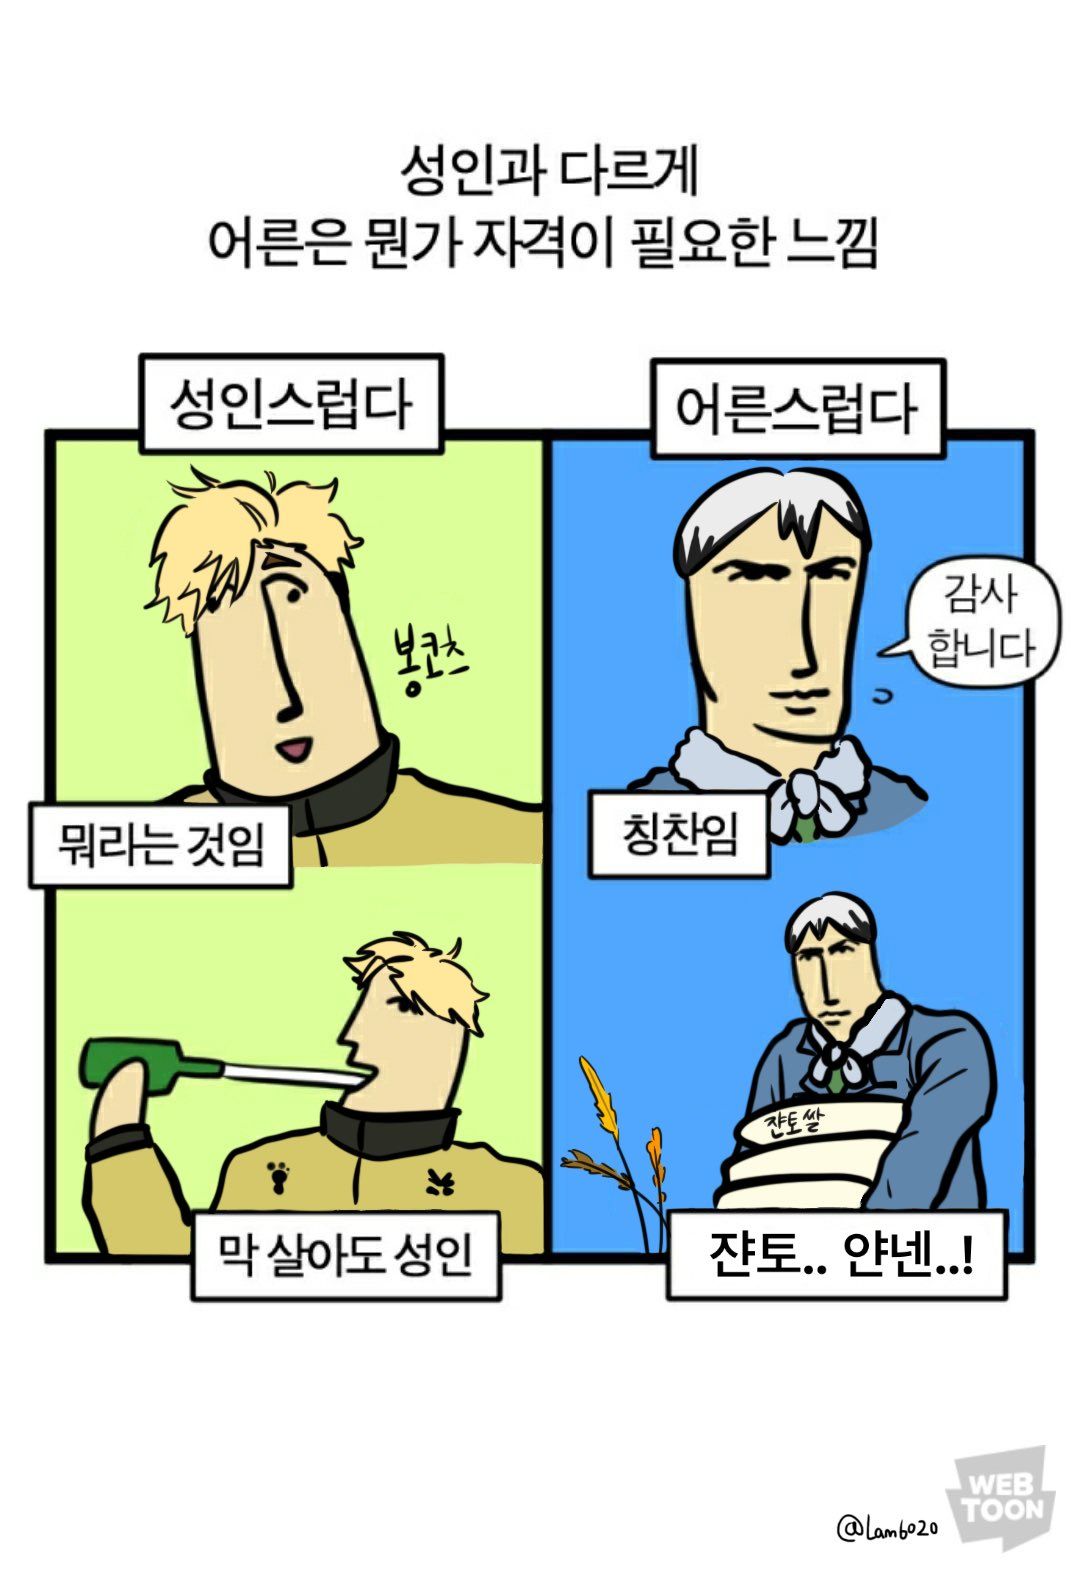 성인과 다르게
어른은 뭔가 자격이 필요한 느낌
성인스럽다
어른스럽다
봉코츠
감사
합니다
뭐라는 것임
칭찬임
쟌토쌀
막 살아도 성인
쟌토.. 얀넨..!
WEB
TOON
@Lamb020